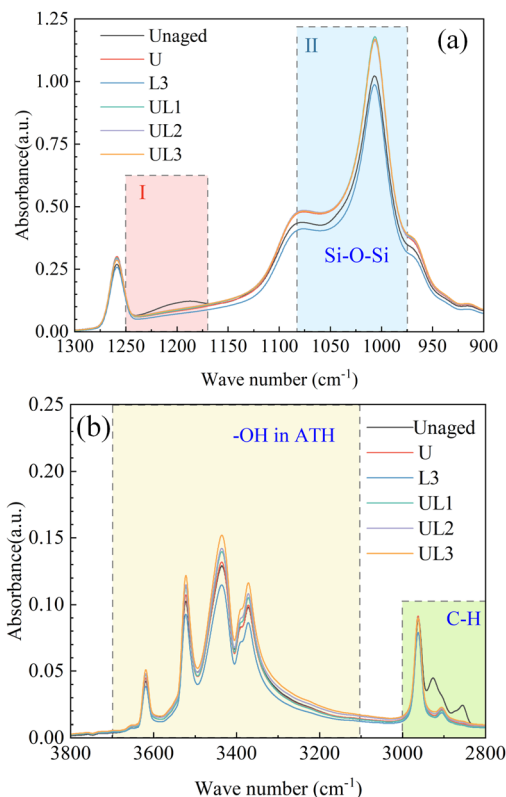 (a)
Unaged
U
L3
UL1
UL2
UL3
I
II
Si-O-Si
Absorbance(a.u.)
1.25
1.00
0.75
0.50
0.25
0.00
1300 1250 1200 1150 1100 1050 1000 950 900
Wave number (cm-1)
(b)
-OH in ATH
Unaged
U
L3
UL1
UL2
UL3
C-H
Absorbance(a.u.)
0.25
0.20
0.15
0.10
0.05
0.00
3800 3600 3400 3200 3000 2800
Wave number (cm-1)